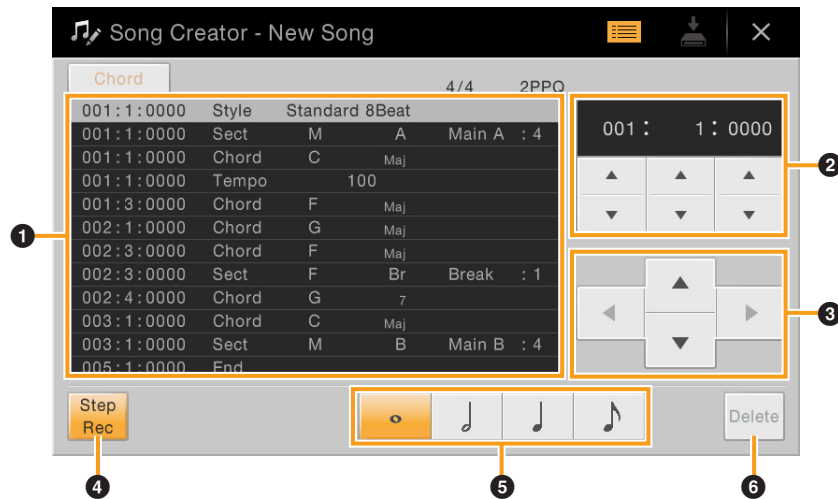 Song Creator - New Song
Chord
4/4 2PPQ
001:1:0000 Style Standard 8Beat
001:1:0000 Sect M A Main A : 4
001:1:0000 Chord C Maj
001:1:0000 Tempo 100
001:3:0000 Chord F Maj
002:1:0000 Chord G Maj
002:3:0000 Chord F Maj
002:3:0000 Sect F Br Break : 1
002:4:0000 Chord G 7
003:1:0000 Chord C Maj
003:1:0000 Sect M B Main B : 4
005:1:0000 End
001: 1: 0000
Step
Rec
Delete
1
2
3
4
5
6